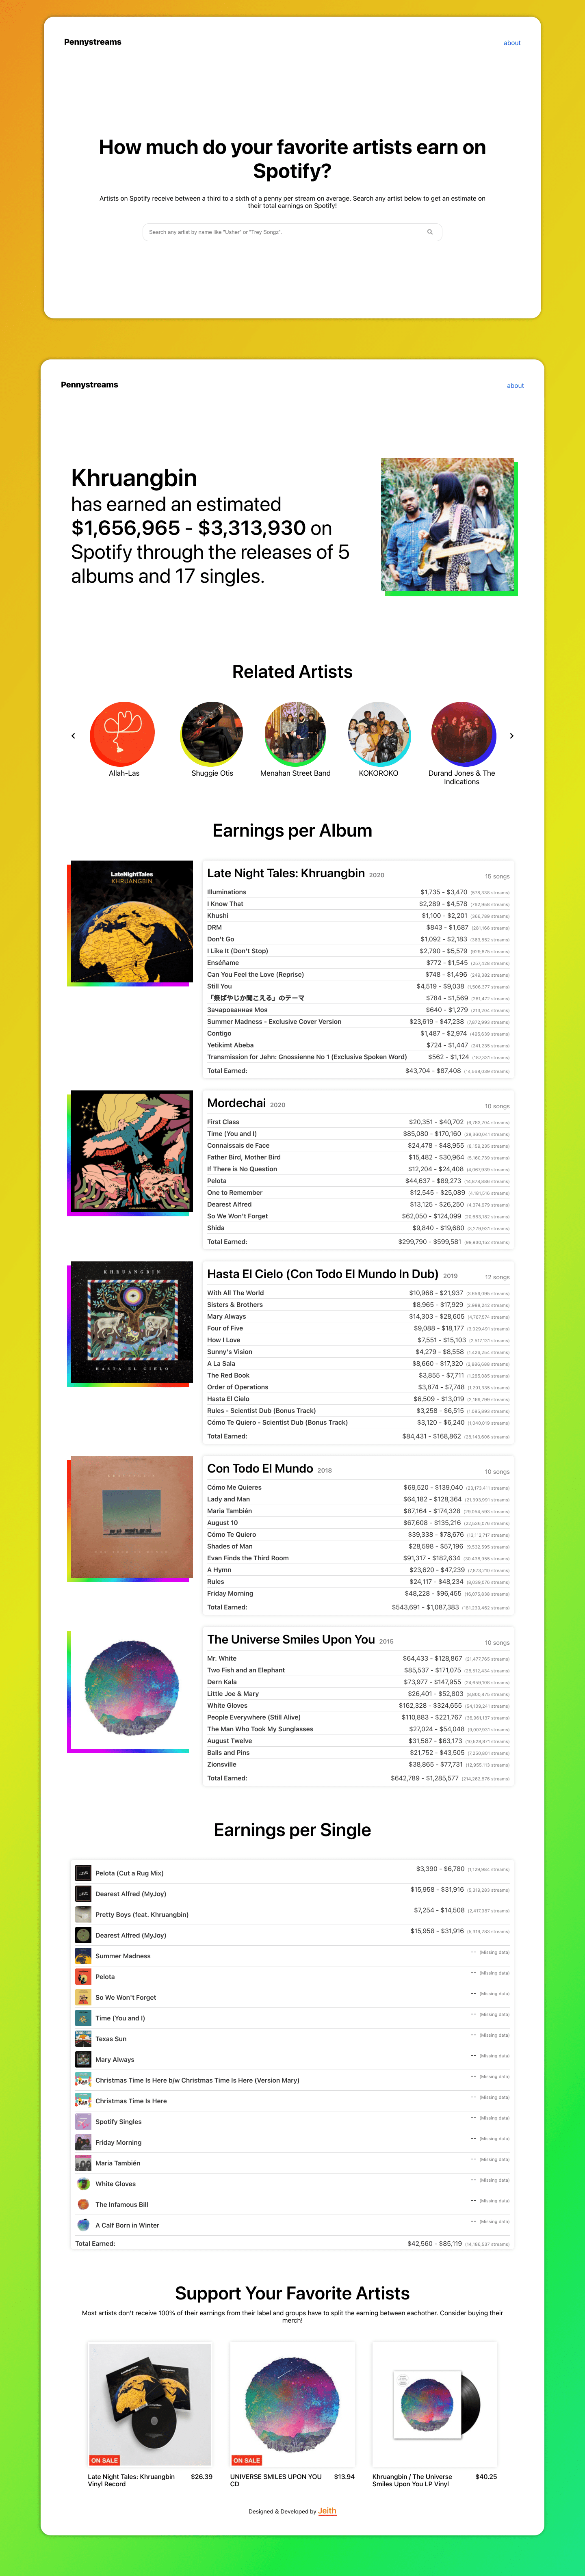 Pennystreams
about
How much do your favorite artists earn on
Spotify?
Artists on Spotify receive between a third to a sixth of a penny per stream on average. Search any artist below to get an estimate on
their total earnings on Spotify!
Search any artist by name like "Usher" or "Trey Songz".
Pennystreams
about
Khruangbin
has earned an estimated
$1,656,965 - $3,313,930 on
Spotify through the releases of 5
albums and 17 singles.
Related Artists
Allah-Las
Shuggie Otis
Menahan Street Band
KOKOROKO
Durand Jones & The
Indications
Earnings per Album
LateNightTales
KHRUANGBIN
Late Night Tales: Khruangbin 2020 15 songs
Illuminations $1,735 - $3,470
I Know That $2,289 - $4,578
Khushi $1,100 - $2,201
DRM $843 - $1,687
Don't Go $1,092 - $2,183
I Like It (Don't Stop) $2,790 - $5,579
Enséñame $772 - $1,545
Can You Feel the Love (Reprise) $748 - $1,496
Still You $4,519 - $9,038
「祭ばやしが聞こえる」のテーマ $784 - $1,569
Зачарованная Моя $640 - $1,279
Summer Madness - Exclusive Cover Version $23,619 - $47,238
Contigo $1,487 - $2,974
Yetikimt Abeba $724 - $1,447
Transmission for Jehn: Gnossienne No 1 (Exclusive Spoken Word) $562 - $1,124
Total Earned: $43,704 - $87,408
Mordechai 2020 10 songs
First Class $20,351 - $40,702
Time (You and I) $85,080 - $170,160
Connaissais de Face $24,478 - $48,955
Father Bird, Mother Bird $15,482 - $30,964
If There is No Question $12,204 - $24,408
Pelota $44,637 - $89,273
One to Remember $12,545 - $25,089
Dearest Alfred $13,125 - $26,250
So We Won't Forget $62,050 - $124,099
Shida $9,840 - $19,680
Total Earned: $299,790 - $599,581
KHRUANGBIN
HASTA EL CIELO
Hasta El Cielo (Con Todo El Mundo In Dub) 2019 12 songs
With All The World $10,968 - $21,937
Sisters & Brothers $8,965 - $17,929
Mary Always $14,303 - $28,605
Four of Five $9,088 - $18,177
How I Love $7,551 - $15,103
Sunny's Vision $4,279 - $8,558
A La Sala $8,660 - $17,320
The Red Book $3,855 - $7,711
Order of Operations $3,874 - $7,748
Hasta El Cielo $6,509 - $13,019
Rules - Scientist Dub (Bonus Track) $3,258 - $6,515
Cómo Te Quiero - Scientist Dub (Bonus Track) $3,120 - $6,240
Total Earned: $84,431 - $168,862
Con Todo El Mundo 2018 10 songs
Cómo Me Quieres $69,520 - $139,040
Lady and Man $64,182 - $128,364
Maria También $87,164 - $174,328
August 10 $67,608 - $135,216
Cómo Te Quiero $39,338 - $78,676
Shades of Man $28,598 - $57,196
Evan Finds the Third Room $91,317 - $182,634
A Hymn $23,620 - $47,239
Rules $24,117 - $48,234
Friday Morning $48,228 - $96,455
Total Earned: $543,691 - $1,087,383
The Universe Smiles Upon You 2015 10 songs
Mr. White $64,433 - $128,867
Two Fish and an Elephant $85,537 - $171,075
Dern Kala $73,977 - $147,955
Little Joe & Mary $26,401 - $52,803
White Gloves $162,328 - $324,655
People Everywhere (Still Alive) $110,883 - $221,767
The Man Who Took My Sunglasses $27,024 - $54,048
August Twelve $31,587 - $63,173
Balls and Pins $21,752 - $43,505
Zionsville $38,865 - $77,731
Total Earned: $642,789 - $1,285,577
Earnings per Single
Pelota (Cut a Rug Mix) $3,390 - $6,780
Dearest Alfred (MyJoy) $15,958 - $31,916
Pretty Boys (feat. Khruangbin) $7,254 - $14,508
Dearest Alfred (MyJoy) $15,958 - $31,916
Summer Madness -- (Missing data)
Pelota -- (Missing data)
So We Won't Forget -- (Missing data)
Time (You and I) -- (Missing data)
Texas Sun -- (Missing data)
Mary Always -- (Missing data)
Christmas Time Is Here b/w Christmas Time Is Here (Version Mary) -- (Missing data)
Christmas Time Is Here -- (Missing data)
Spotify Singles -- (Missing data)
Friday Morning -- (Missing data)
Maria También -- (Missing data)
White Gloves -- (Missing data)
The Infamous Bill -- (Missing data)
A Calf Born in Winter -- (Missing data)
Total Earned: $42,560 - $85,119
Support Your Favorite Artists
Most artists don't receive 100% of their earnings from their label and groups have to split the earning between eachother. Consider buying their
merch!
ON SALE
ON SALE
Late Night Tales: Khruangbin
Vinyl Record
$26.39
UNIVERSE SMILES UPON YOU
CD
$13.94
Khruangbin / The Universe
Smiles Upon You LP Vinyl
$40.25
Designed & Developed by Jeith